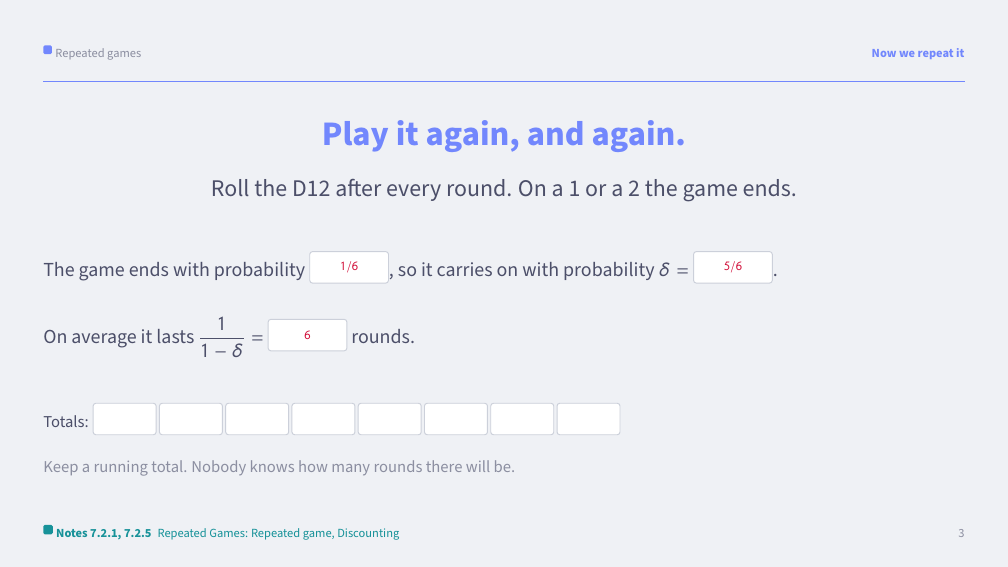 Repeated games
Now we repeat it
Play it again, and again.
Roll the D12 after every round. On a 1 or a 2 the game ends.
The game ends with probability 1/6, so it carries on with probability δ = 5/6.
On average it lasts 1/(1 − δ) = 6 rounds.
Totals:
Keep a running total. Nobody knows how many rounds there will be.
Notes 7.2.1, 7.2.5 Repeated Games: Repeated game, Discounting
3